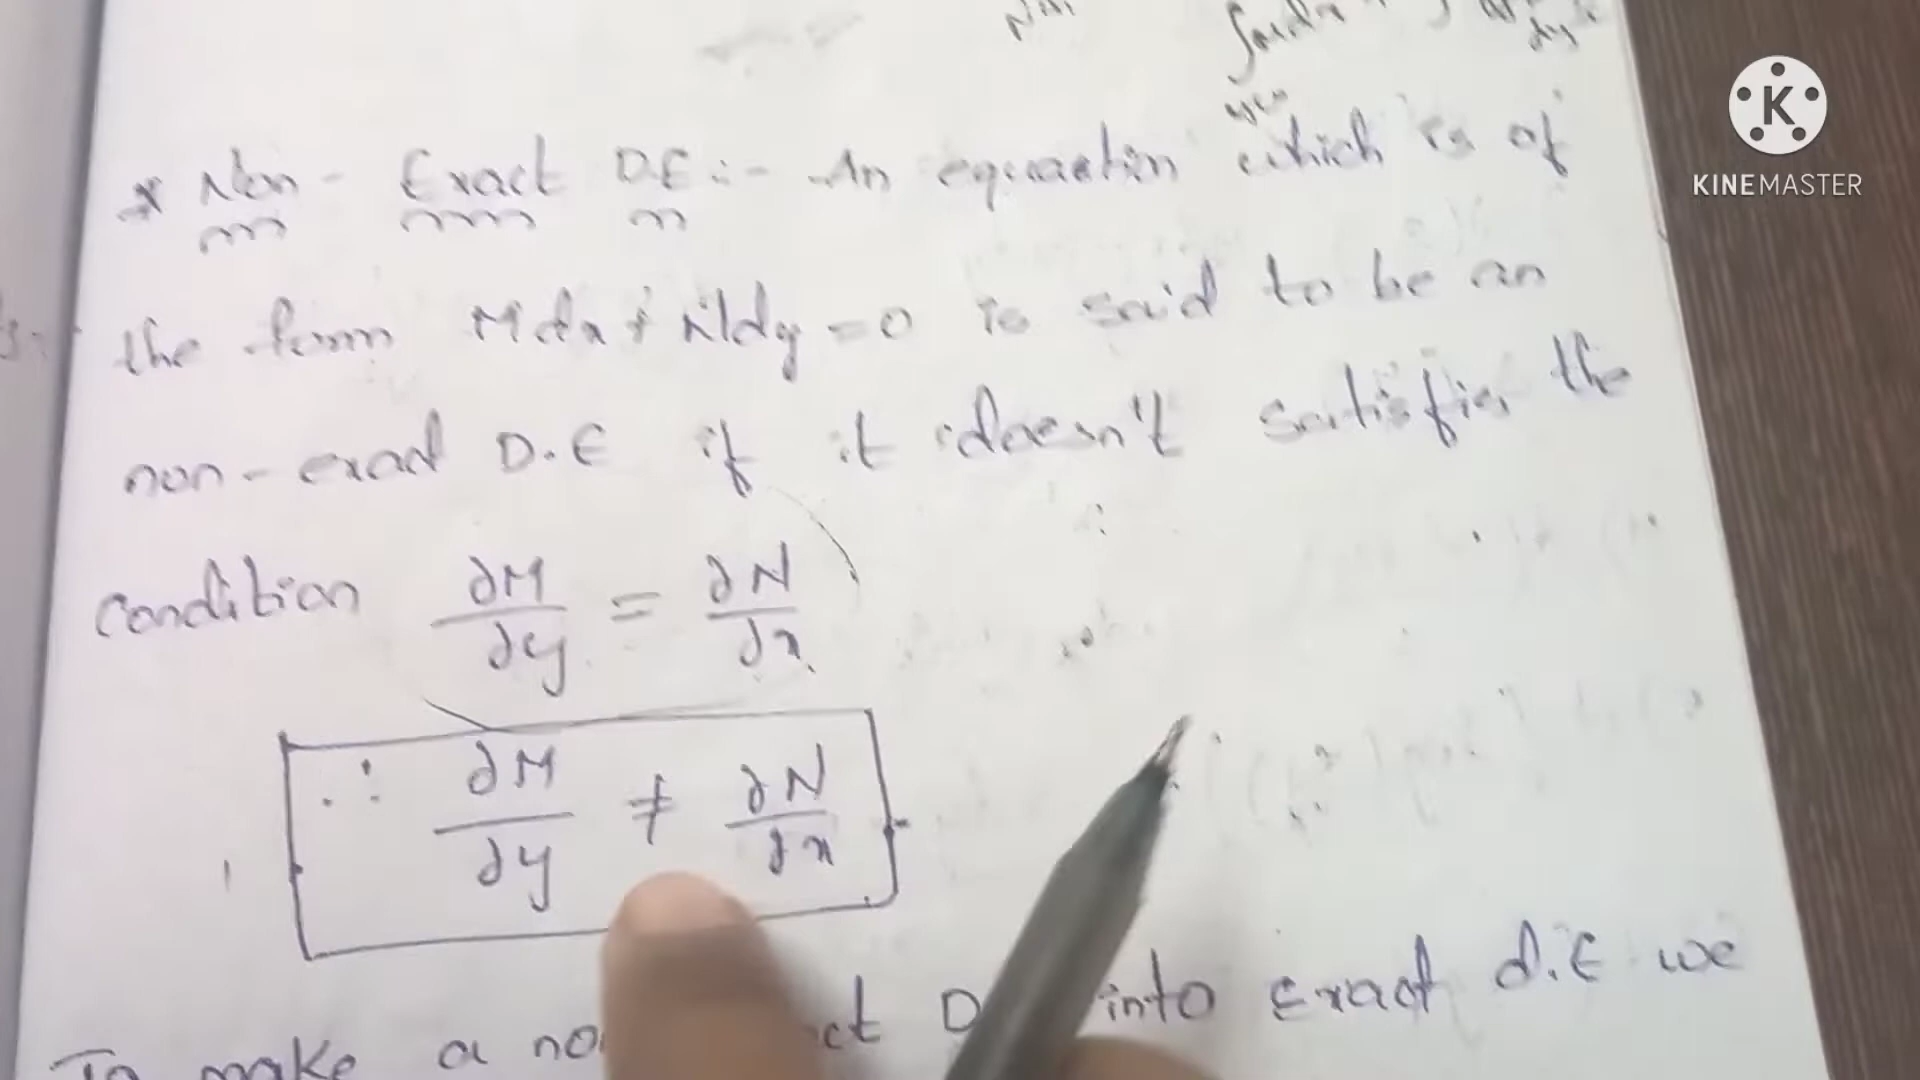 K
KINEMASTER
* Non - Exact D.E :- An equation which is of
the form Mdx + Ndy = 0 is said to be an
non-exact D.E if it doesn't satisfies the
condition ∂M/∂y = ∂N/∂x
∴ ∂M/∂y ≠ ∂N/∂x
To make a into Exact d.E we